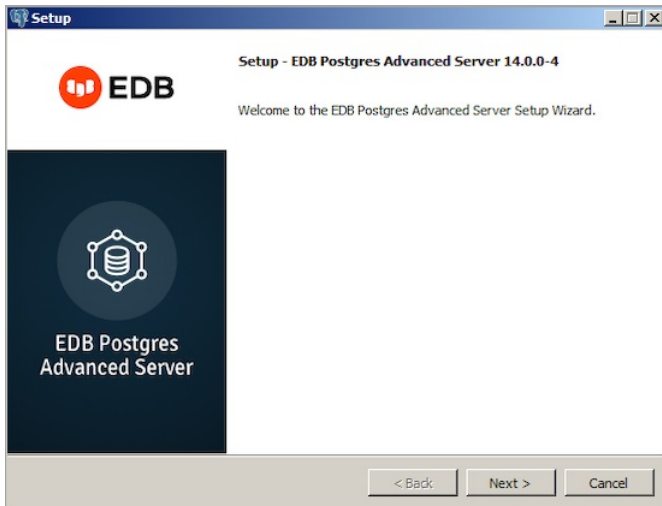 Setup
EDB
Setup - EDB Postgres Advanced Server 14.0.0-4
Welcome to the EDB Postgres Advanced Server Setup Wizard.
EDB Postgres
Advanced Server
< Back
Next >
Cancel